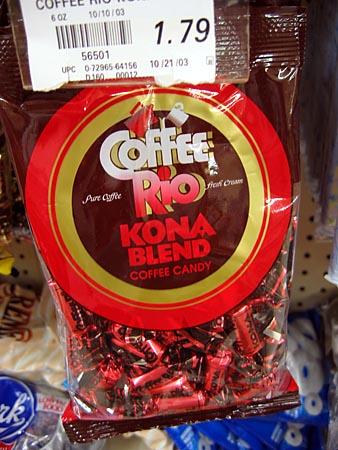 COFFEE RIO KONA
6 OZ 10/10/03
1.79
56501
UPC 0-72965-64156
D160 00012 10/21/03
Coffee
Rio
Pure Coffee
Fresh Cream
KONA
BLEND
COFFEE CANDY